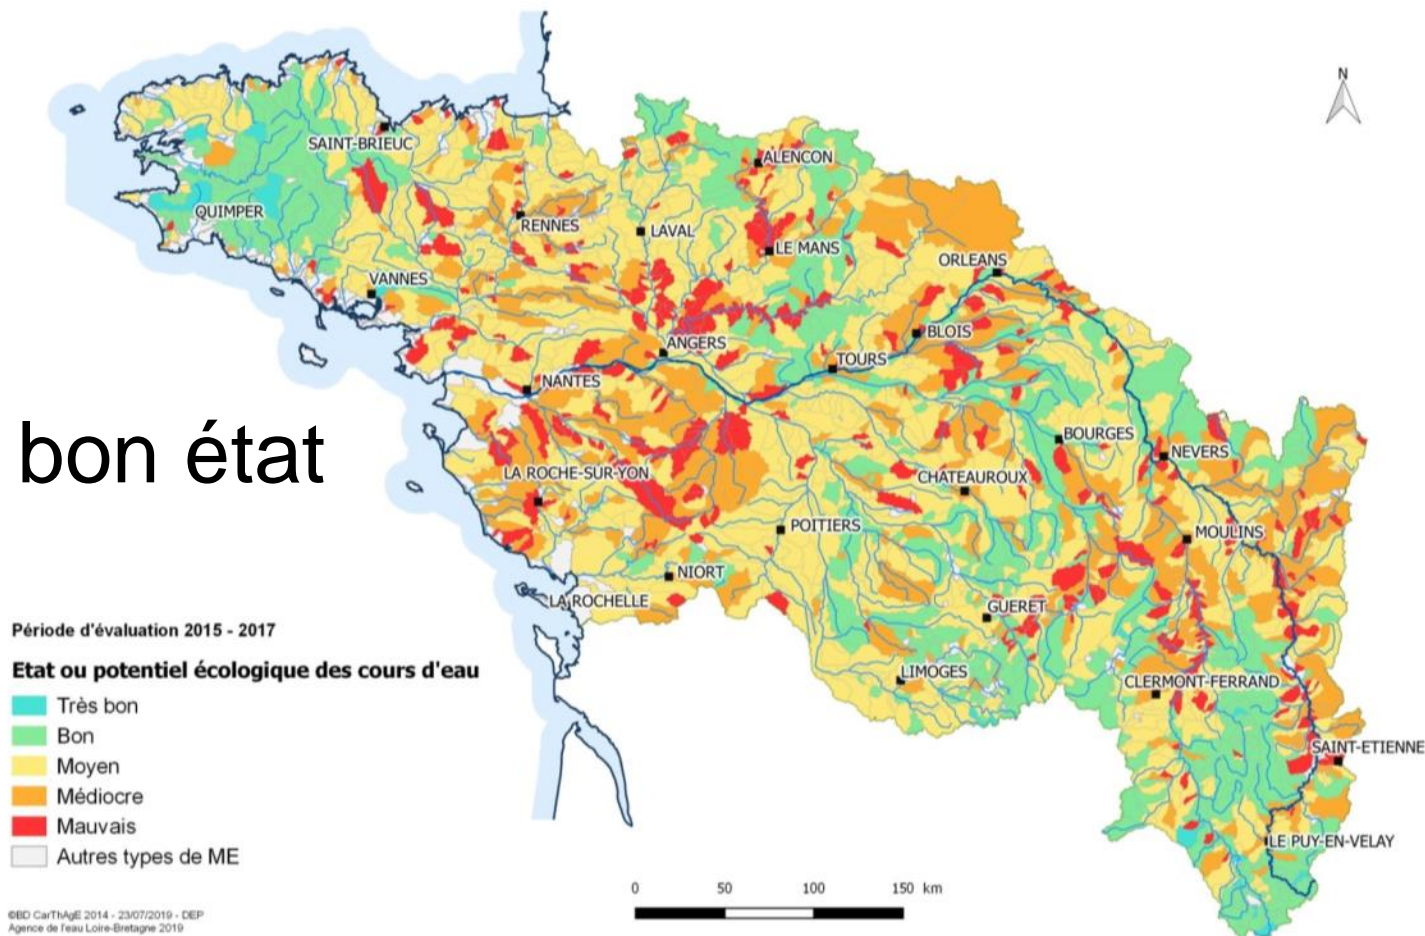 N
SAINT-BRIEUC
ALENCON
QUIMPER
RENNES
LAVAL
LE MANS
ORLEANS
VANNES
BLOIS
ANGERS
TOURS
NANTES
bon état
BOURGES
NEVERS
LA ROCHE-SUR-YON
CHATEAUROUX
POITIERS
MOULINS
NIORT
LA ROCHELLE
GUERET
Période d'évaluation 2015 - 2017
Etat ou potentiel écologique des cours d'eau
LIMOGES
CLERMONT-FERRAND
Très bon
Bon
SAINT-ETIENNE
Moyen
Médiocre
Mauvais
LE PUY-EN-VELAY
Autres types de ME
0 50 100 150 km
©BD CarThAgE 2014 - 23/07/2019 - DEP
Agence de l'eau Loire-Bretagne 2019